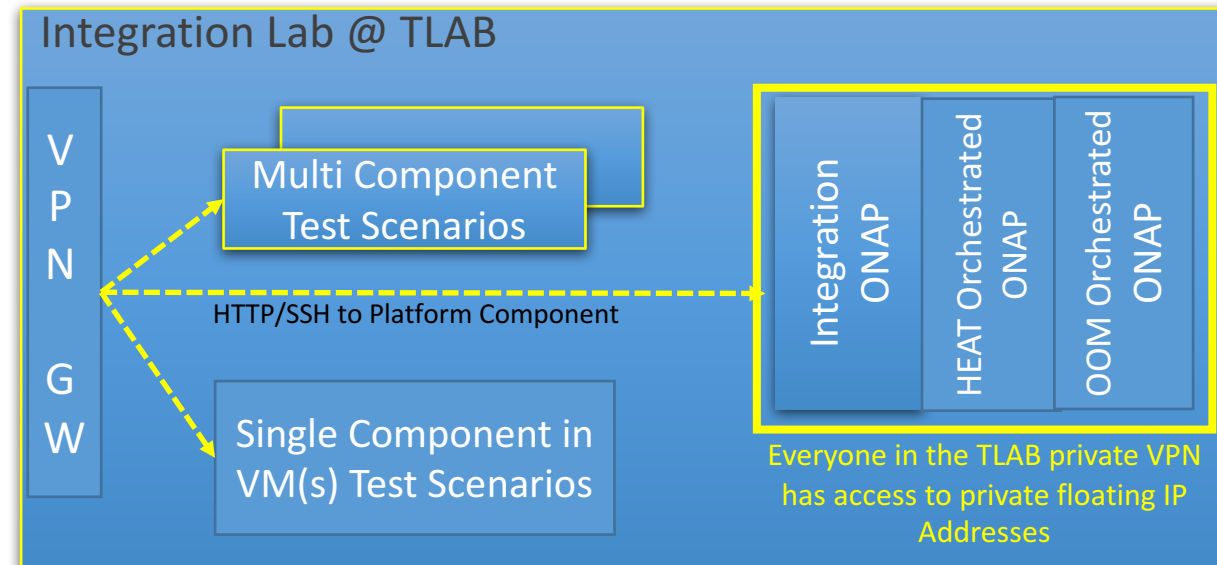 Integration Lab @ TLAB
V
P
N
G
W
Multi Component
Test Scenarios
HTTP/SSH to Platform Component
Single Component in
VM(s) Test Scenarios
Integration
ONAP
HEAT Orchestrated
ONAP
OOM Orchestrated
ONAP
Everyone in the TLAB private VPN
has access to private floating IP
Addresses